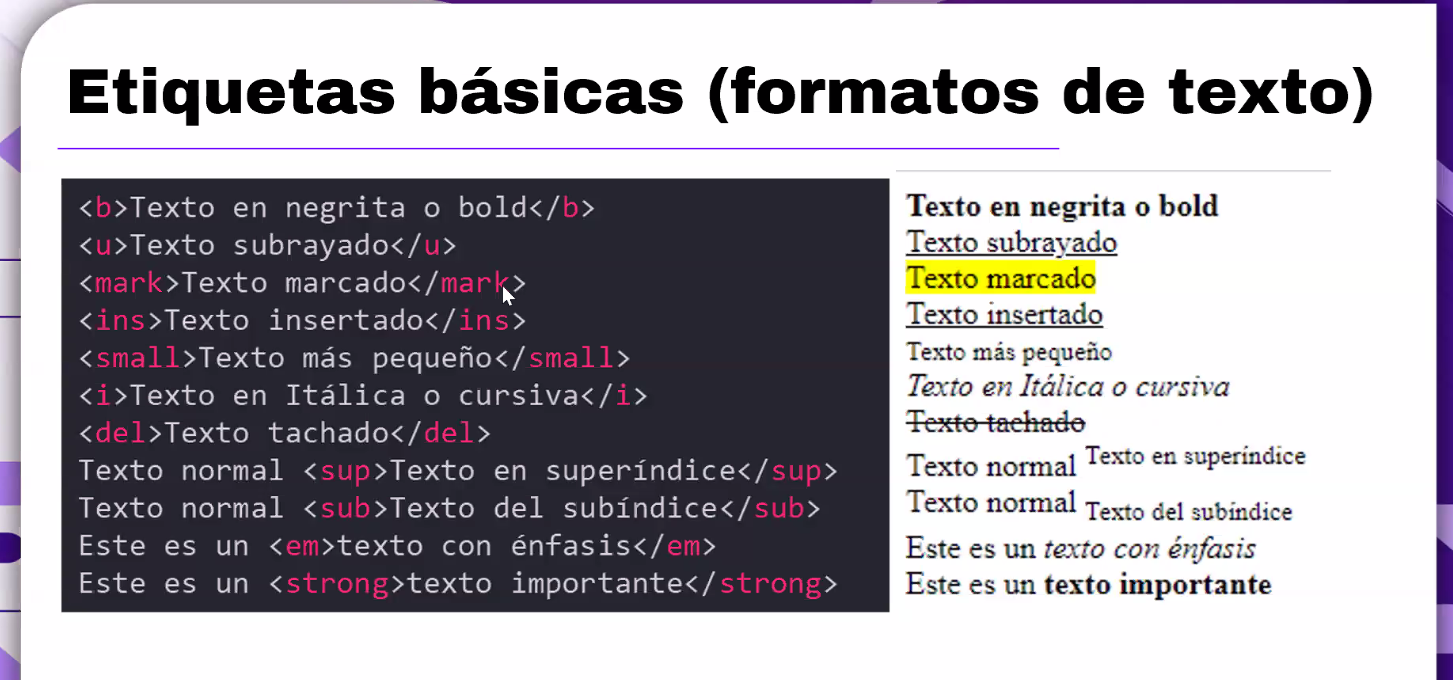 Etiquetas básicas (formatos de texto)
<b>Texto en negrita o bold</b>
<u>Texto subrayado</u>
<mark>Texto marcado</mark>
<ins>Texto insertado</ins>
<small>Texto más pequeño</small>
<i>Texto en Itálica o cursiva</i>
<del>Texto tachado</del>
Texto normal <sup>Texto en superíndice</sup>
Texto normal <sub>Texto del subíndice</sub>
Este es un <em>texto con énfasis</em>
Este es un <strong>texto importante</strong>
Texto en negrita o bold
Texto subrayado
Texto marcado
Texto insertado
Texto más pequeño
Texto en Itálica o cursiva
Texto tachado
Texto normal Texto en superíndice
Texto normal Texto del subíndice
Este es un texto con énfasis
Este es un texto importante